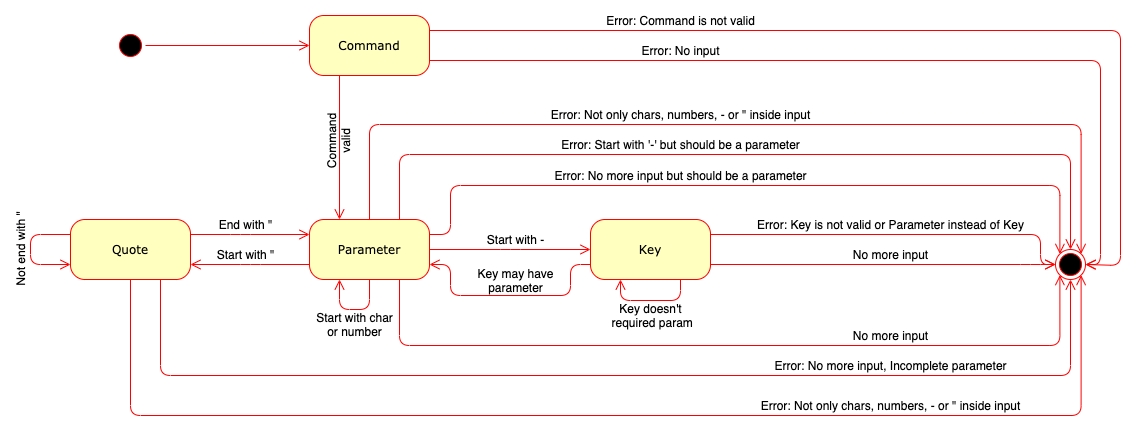 Error: Command is not valid
Command
Error: No input
Command
valid
Error: Not only chars, numbers, - or " inside input
Error: Start with '-' but should be a parameter
Error: No more input but should be a parameter
Not end with "
Quote
End with "
Start with "
Parameter
Start with -
Key may have
parameter
Key
Error: Key is not valid or Parameter instead of Key
No more input
Start with char
or number
Key doesn't
required param
No more input
Error: No more input, Incomplete parameter
Error: Not only chars, numbers, - or " inside input